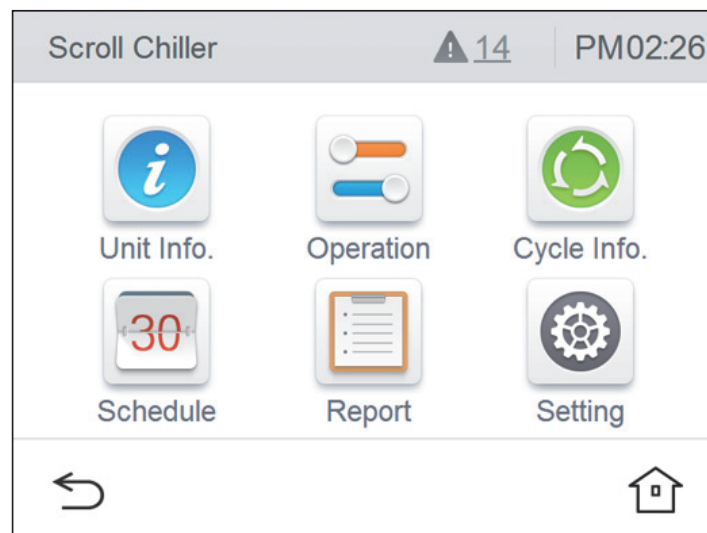 Scroll Chiller 14 PM02:26
Unit Info. Operation Cycle Info.
30
Schedule Report Setting